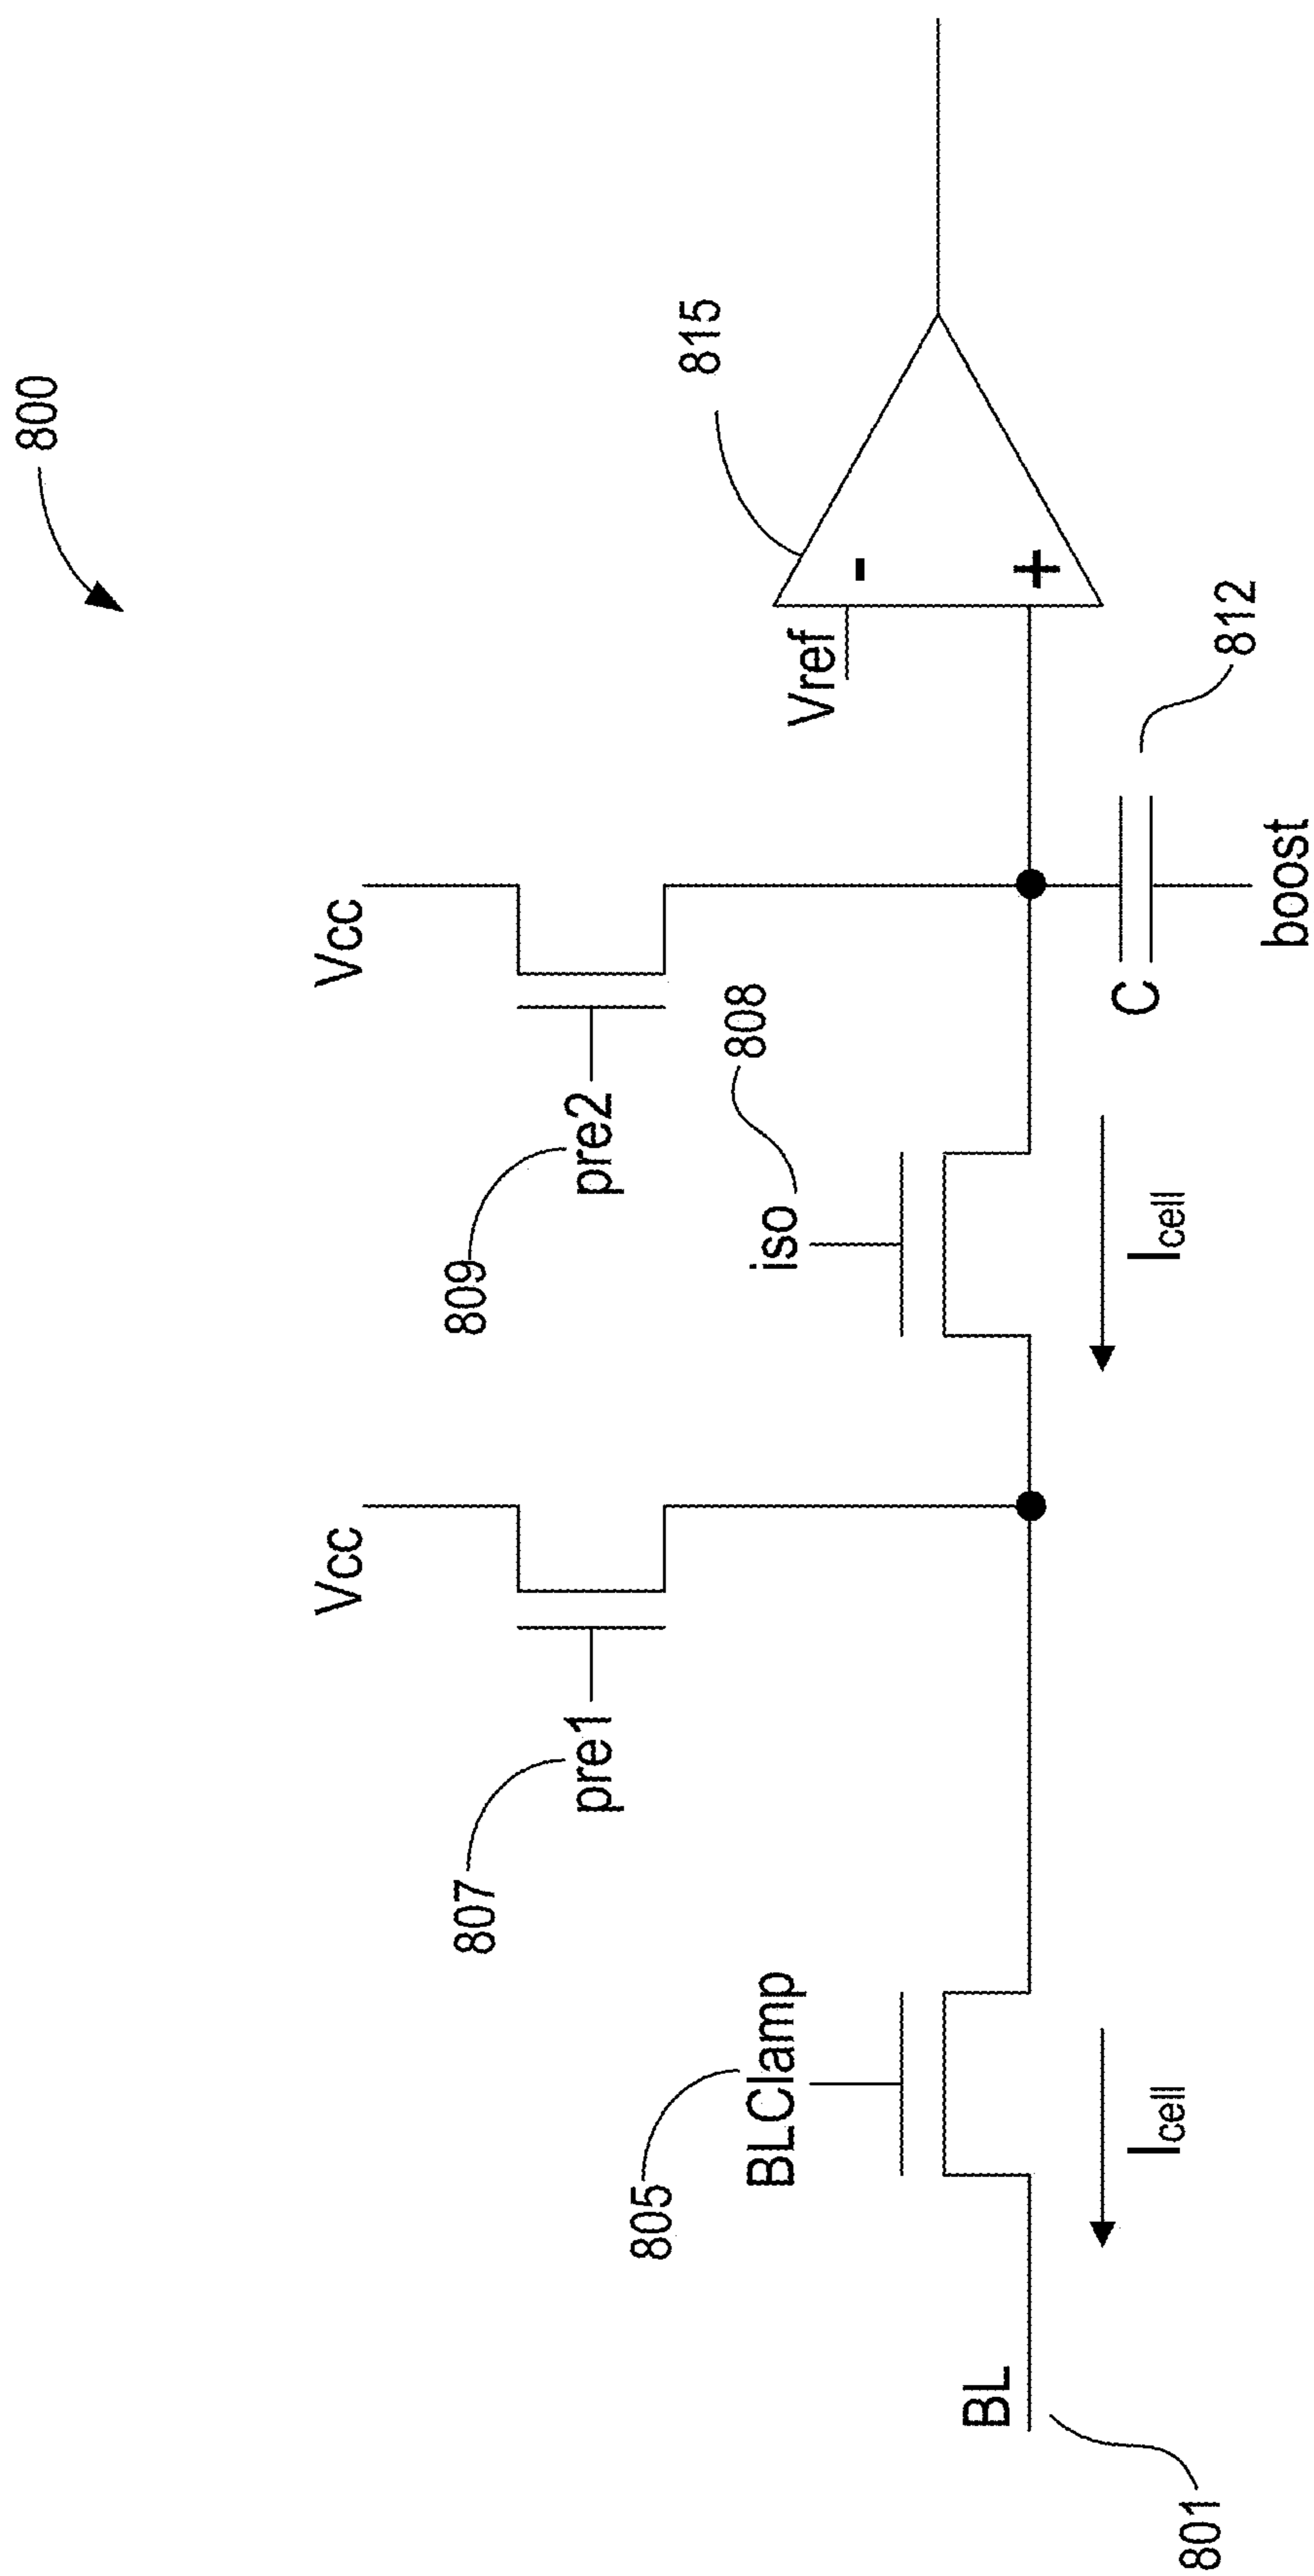 800
Vcc
Vcc
807
pre1
809
pre2
815
805
BLClamp
808
iso
Vref
-
+
BL
801
Icell
Icell
C
812
boost